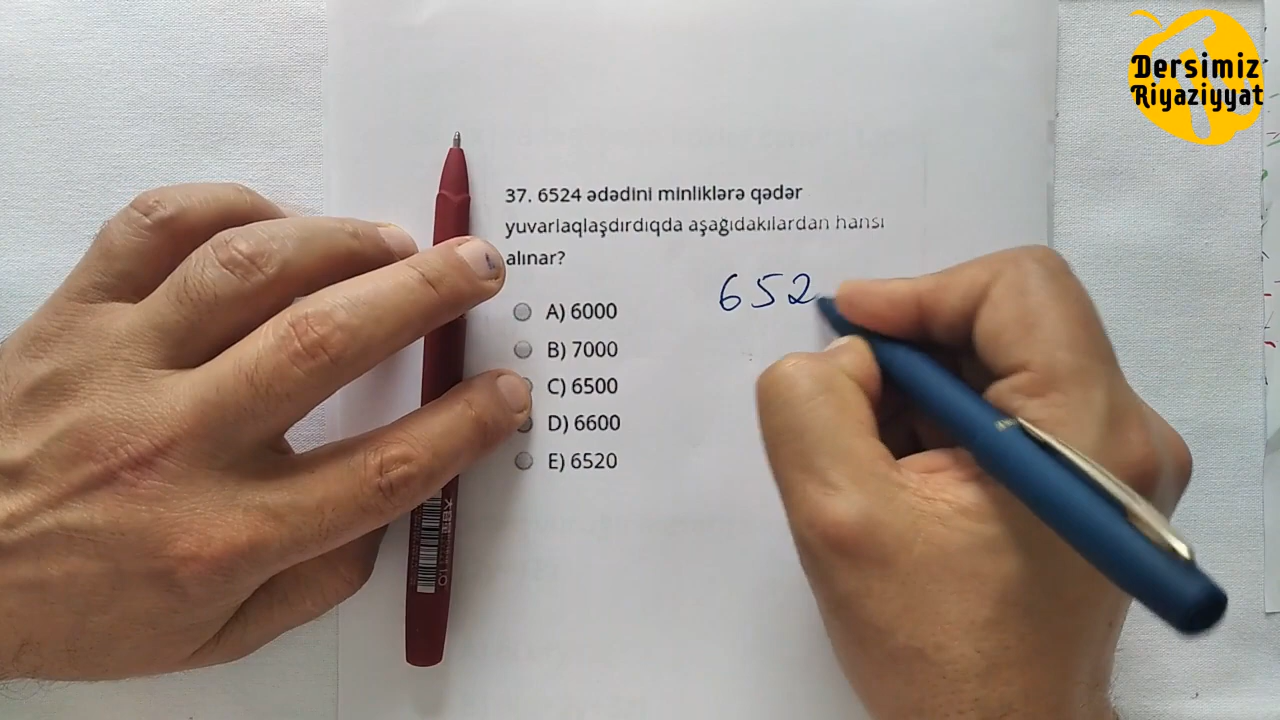 Dersimiz
Riyaziyyat
37. 6524 ədədini minliklərə qədər
yuvarlaqlaşdırdıqda aşağıdakılardan hansı
alınar?
652
A) 6000
B) 7000
C) 6500
D) 6600
E) 6520